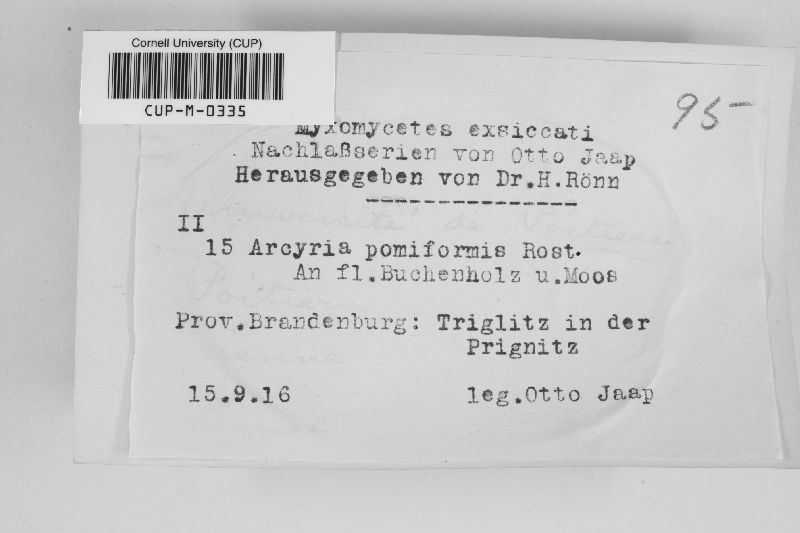 Cornell University (CUP)
CUP-M-0335
95-
Myxomycetes exsiccati
Nachlaßserien von Otto Jaap
Herausgegeben von Dr.H.Rönn
---------------
II
15 Arcyria pomiformis Rost.
An fl.Buchenholz u.Moos
Prov.Brandenburg: Triglitz in der
Prignitz
15.9.16 leg.Otto Jaap